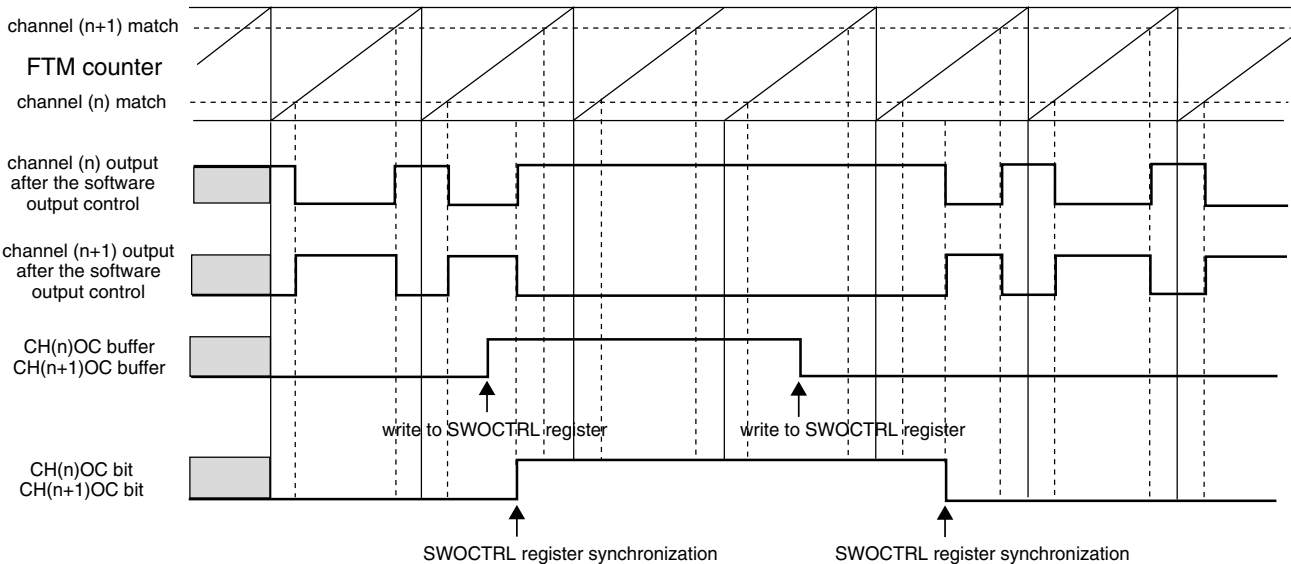 channel (n+1) match
FTM counter
channel (n) match
channel (n) output
after the software
output control
channel (n+1) output
after the software
output control
CH(n)OC buffer
CH(n+1)OC buffer
write to SWOCTRL register
write to SWOCTRL register
CH(n)OC bit
CH(n+1)OC bit
SWOCTRL register synchronization
SWOCTRL register synchronization